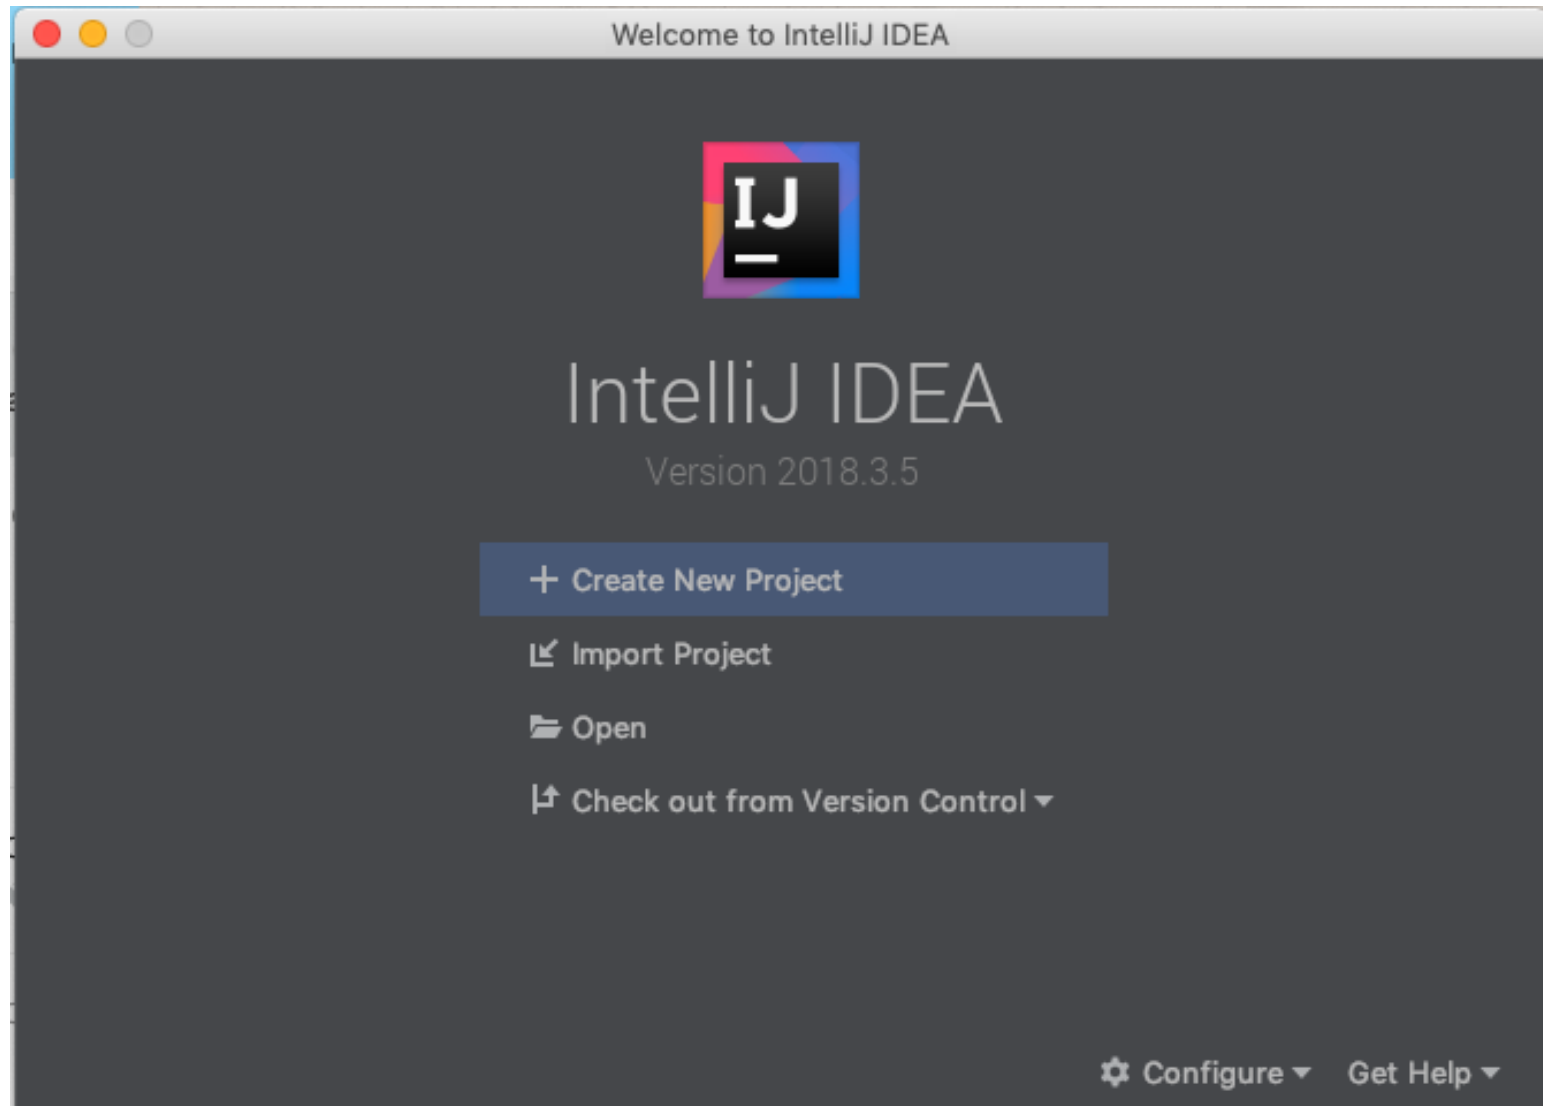 Welcome to IntelliJ IDEA
IJ
IntelliJ IDEA
Version 2018.3.5
Create New Project
Import Project
Open
Check out from Version Control
Configure
Get Help